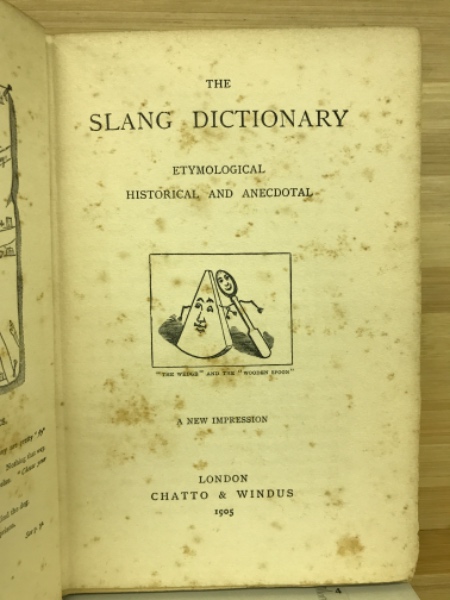 THE
SLANG DICTIONARY
ETYMOLOGICAL
HISTORICAL AND ANECDOTAL
"THE WEDGE" AND THE "WOODEN SPOON"
A NEW IMPRESSION
LONDON
CHATTO & WINDUS
1905